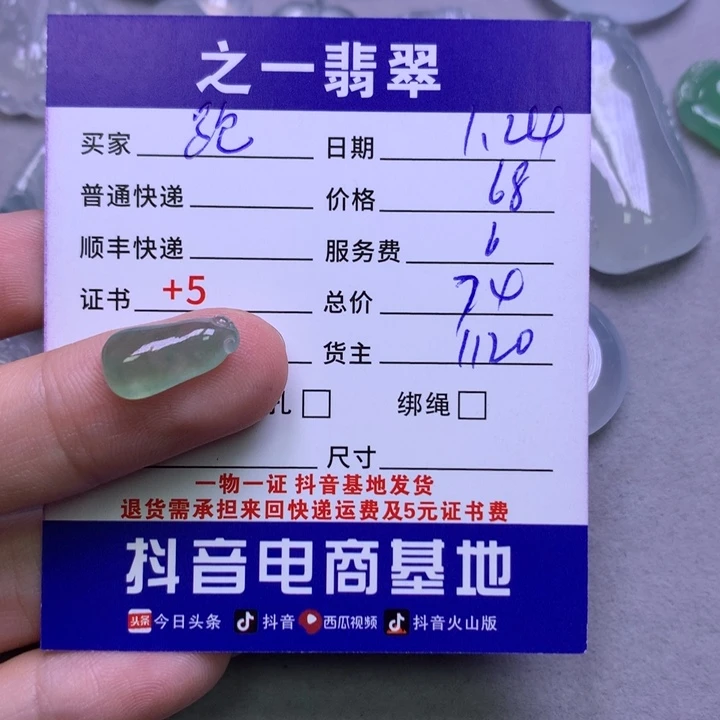 之一翡翠
买家 日期 1.24
普通快递 价格 68
顺丰快递 服务费 6
证书 +5 总价 74
货主 1120
孔 绑绳
尺寸
一物一证 抖音基地发货
退货需承担来回快递运费及5元证书费
抖音电商基地
头条 今日头条 抖音 西瓜视频 抖音火山版